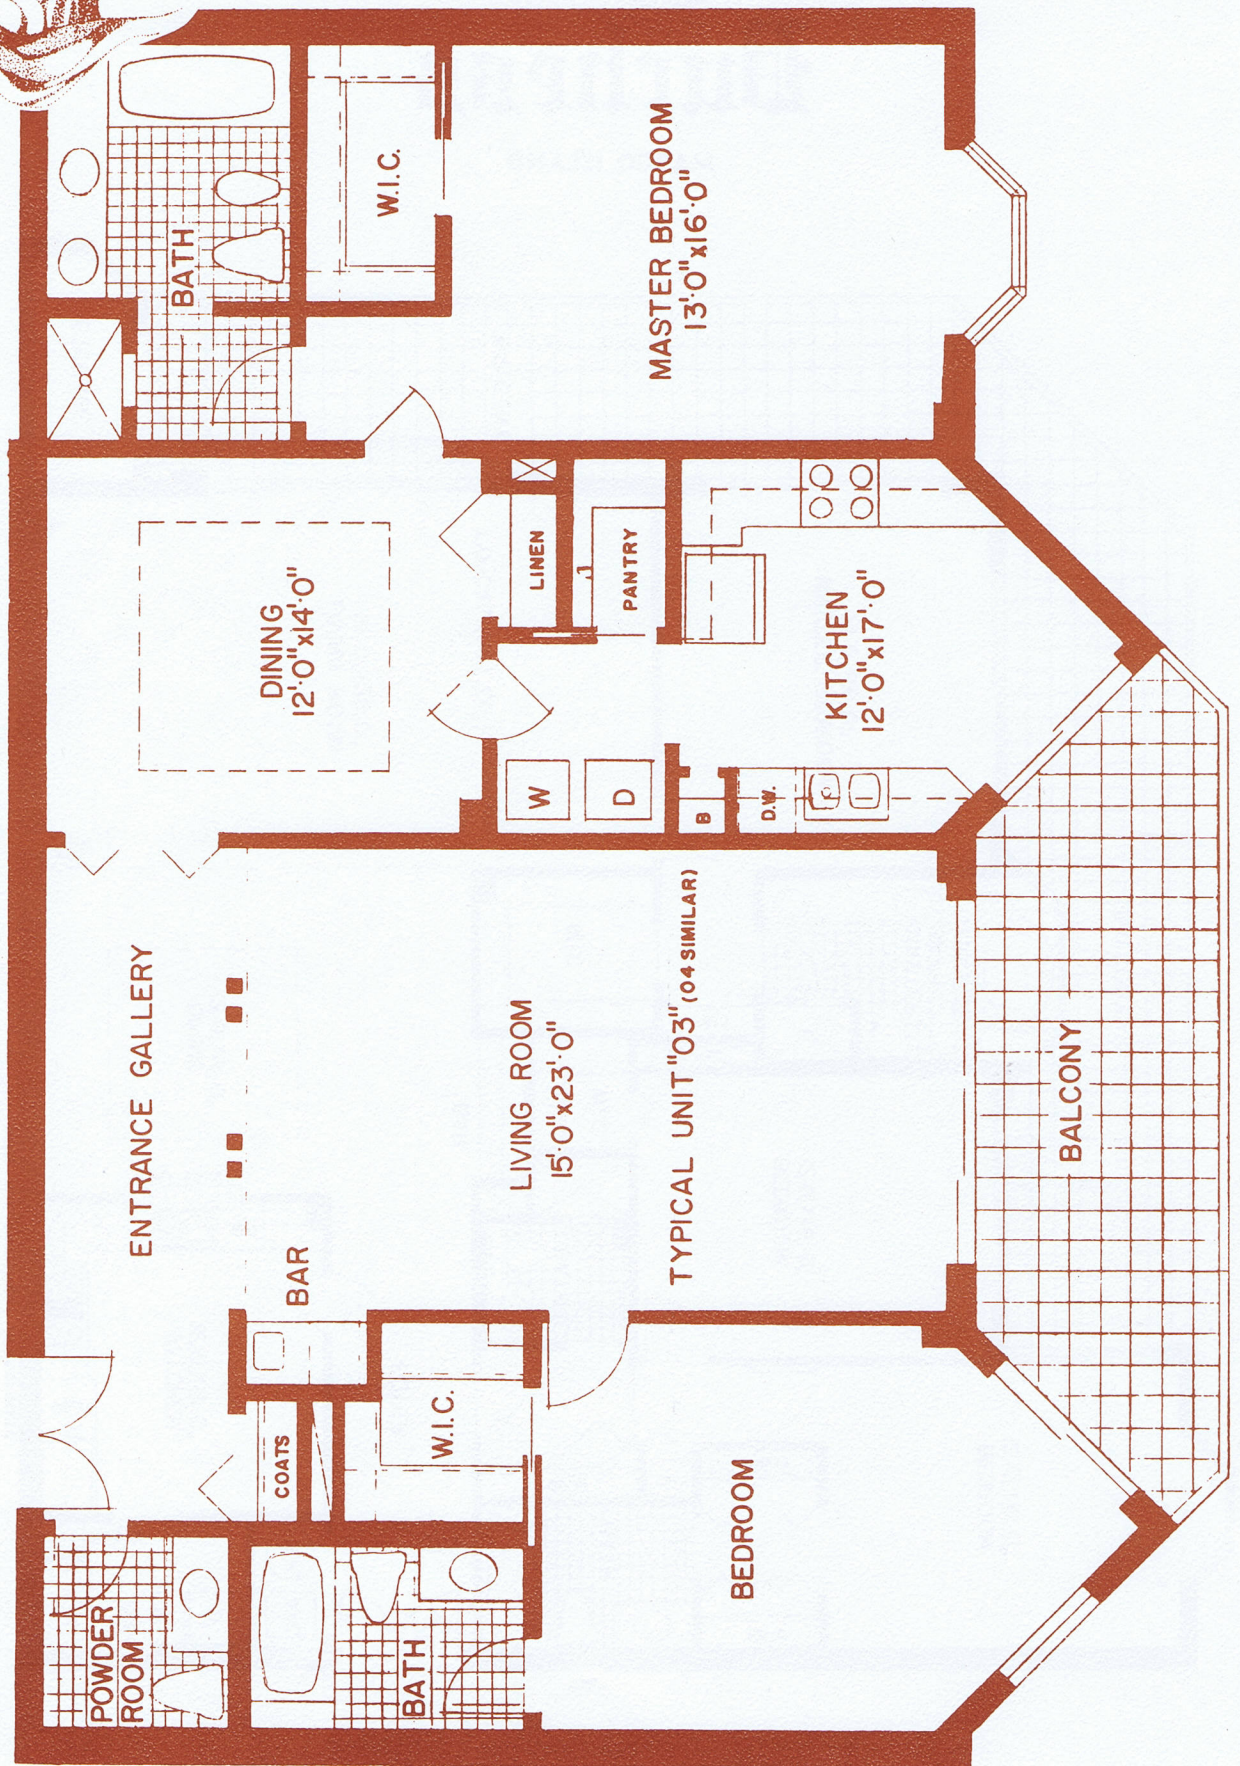 BATH
W.I.C.
MASTER BEDROOM
13'·0"x16'·0"
DINING
12'·0"x14'·0"
LINEN
PANTRY
KITCHEN
12'·0"x17'·0"
W
D
B
D.W.
ENTRANCE GALLERY
LIVING ROOM
15'·0"x23'·0"
TYPICAL UNIT "03" (04 SIMILAR)
BALCONY
BAR
COATS
W.I.C.
BEDROOM
POWDER
ROOM
BATH